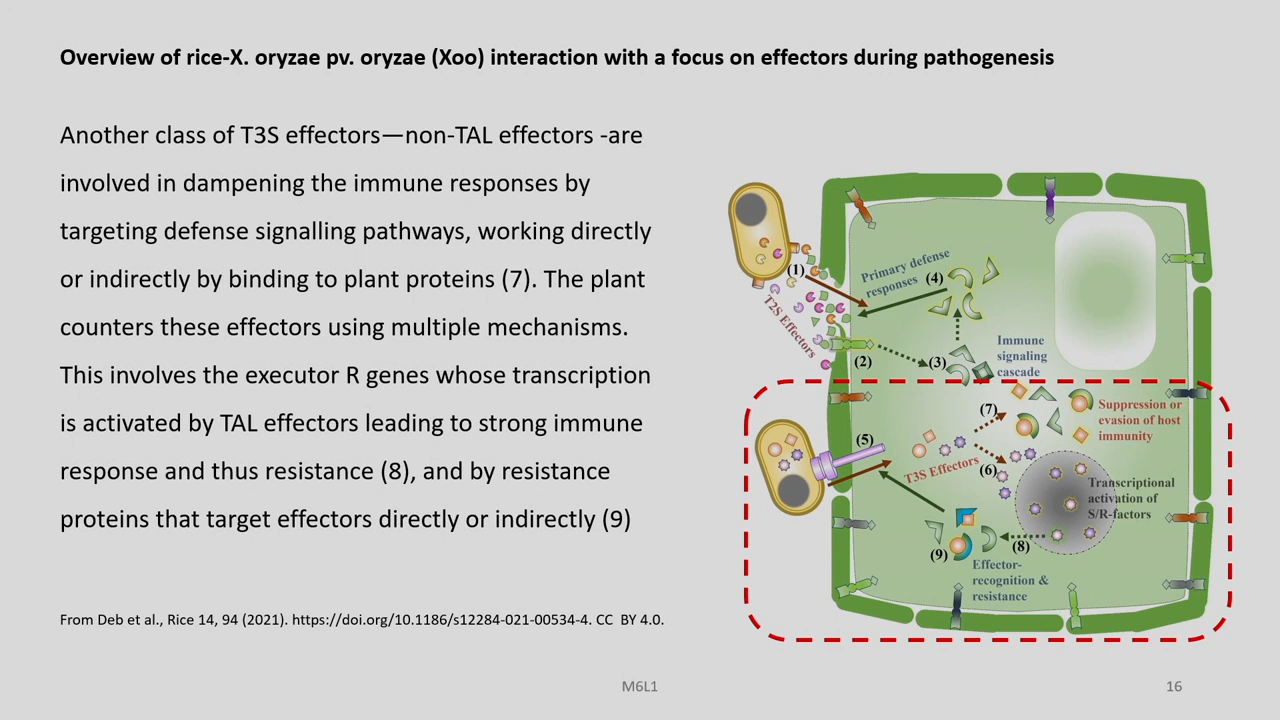 Overview of rice-X. oryzae pv. oryzae (Xoo) interaction with a focus on effectors during pathogenesis
Another class of T3S effectors—non-TAL effectors -are
involved in dampening the immune responses by
targeting defense signalling pathways, working directly
or indirectly by binding to plant proteins (7). The plant
counters these effectors using multiple mechanisms.
This involves the executor R genes whose transcription
is activated by TAL effectors leading to strong immune
response and thus resistance (8), and by resistance
proteins that target effectors directly or indirectly (9)
From Deb et al., Rice 14, 94 (2021). https://doi.org/10.1186/s12284-021-00534-4. CC BY 4.0.
(1)
T2S Effectors
Primary defense
responses
(4)
(2)
(3)
Immune
signaling
cascade
(5)
T3S Effectors
(7)
Suppression or
evasion of host
immunity
(6)
Transcriptional
activation of
S/R-factors
(8)
(9)
Effector-
recognition &
resistance
M6L1
16